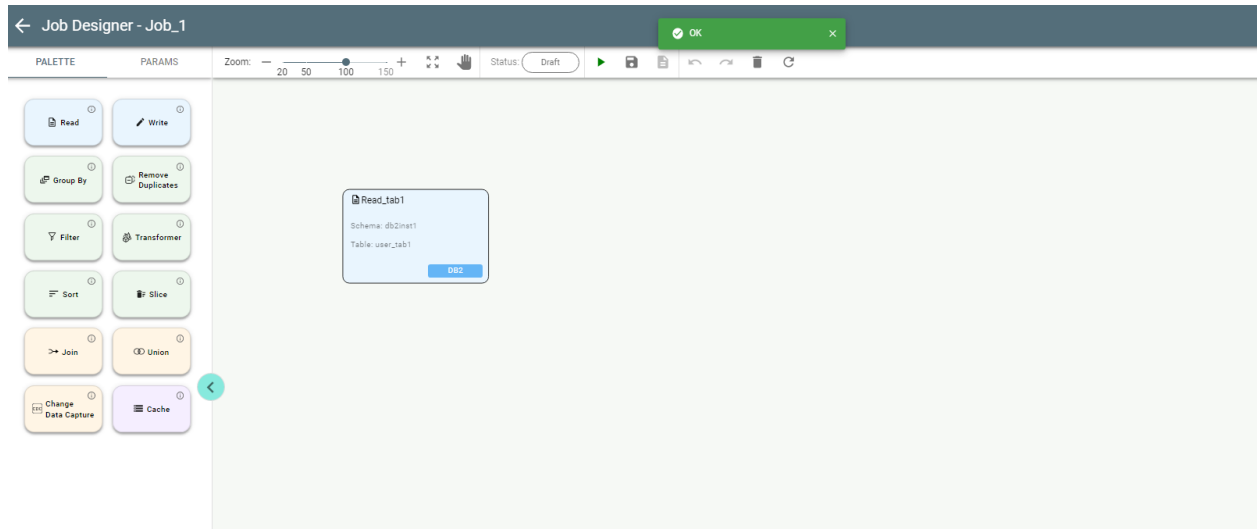 Job Designer - Job_1
OK
PALETTE
PARAMS
Zoom:
20 50 100 150
Status: Draft
Read
Write
Group By
Remove
Duplicates
Filter
Transformer
Sort
Slice
Join
Union
CDC
Change
Data Capture
Cache
Read_tab1
Schema: db2inst1
Table: user_tab1
DB2